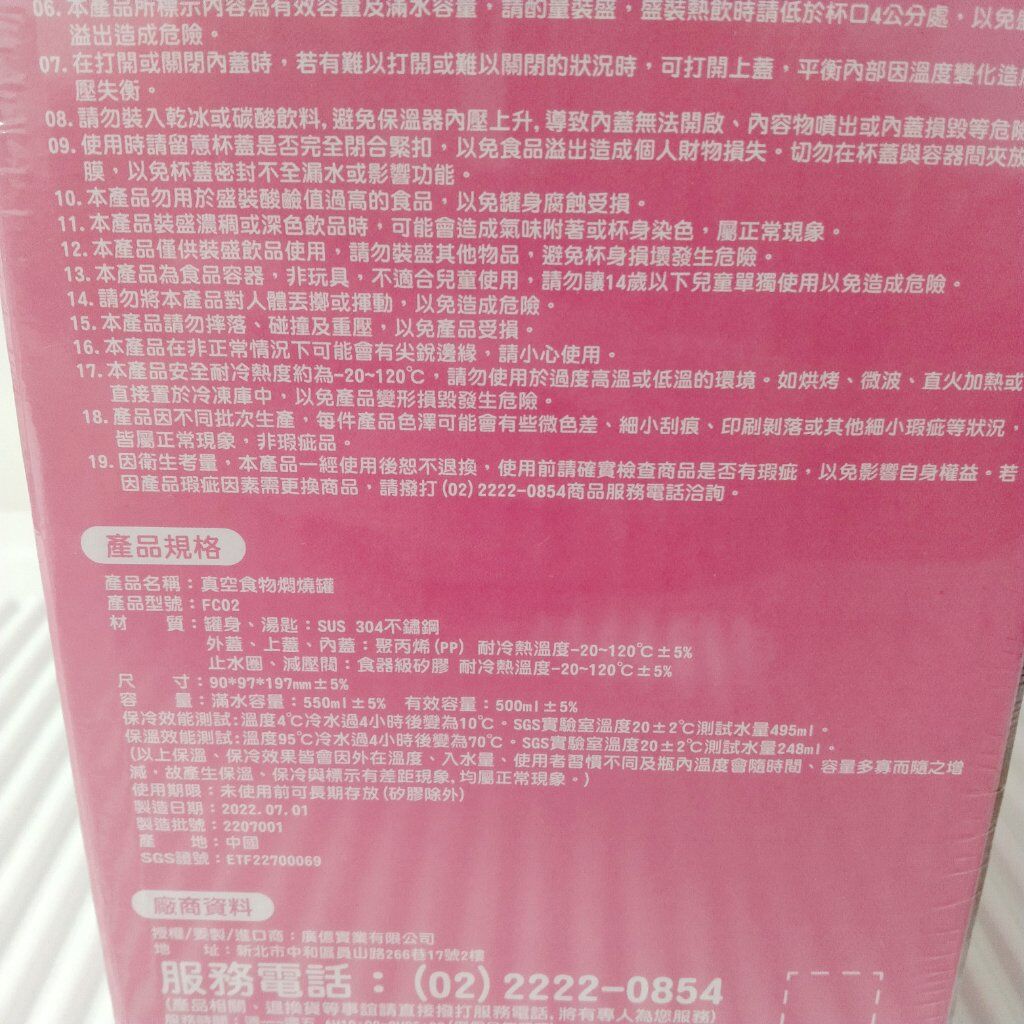 06. 本產品所標示內容為有效容量及滿水容量，請酌量裝盛，盛裝熱飲時請低於杯口4公分處，以免
溢出造成危險。
07. 在打開或關閉內蓋時，若有難以打開或難以關閉的狀況時，可打開上蓋，平衡內部因溫度變化造
壓失衡。
08. 請勿裝入乾冰或碳酸飲料，避免保溫器內壓上升，導致內蓋無法開啟、內容物噴出或內蓋損毀等危
09. 使用時請留意杯蓋是否完全閉合緊扣，以免食品溢出造成個人財物損失。切勿在杯蓋與容器間夾放
膜，以免杯蓋密封不全漏水或影響功能。
10. 本產品勿用於盛裝酸鹼值過高的食品，以免罐身腐蝕受損。
11. 本產品裝盛濃稠或深色飲品時，可能會造成氣味附著或杯身染色，屬正常現象。
12. 本產品僅供裝盛飲品使用，請勿裝盛其他物品，避免杯身損壞發生危險。
13. 本產品為食品容器，非玩具，不適合兒童使用，請勿讓14歲以下兒童單獨使用以免造成危險。
14. 請勿將本產品對人體丟擲或揮動，以免造成危險。
15. 本產品請勿摔落、碰撞及重壓，以免產品受損。
16. 本產品在非正常情況下可能會有尖銳邊緣，請小心使用。
17. 本產品安全耐冷熱度約為-20~120℃，請勿使用於過度高溫或低溫的環境。如烘烤、微波、直火加熱或
直接置於冷凍庫中，以免產品變形損毀發生危險。
18. 產品因不同批次生產，每件產品色澤可能會有些微色差、細小刮痕、印刷剝落或其他細小瑕疵等狀況，
皆屬正常現象，非瑕疵品。
19. 因衛生考量，本產品一經使用後恕不退換，使用前請確實檢查商品是否有瑕疵，以免影響自身權益。若
因產品瑕疵因素需更換商品，請撥打(02)2222-0854商品服務電話洽詢。
產品規格
產品名稱：真空食物燜燒罐
產品型號：FC02
材　　質：罐身、湯匙：SUS 304不鏽鋼
外蓋、上蓋、內蓋：聚丙烯(PP) 耐冷熱溫度-20~120℃±5%
止水圈、減壓閥：食器級矽膠 耐冷熱溫度-20~120℃±5%
尺　　寸：90*97*197mm±5%
容　　量：滿水容量：550ml±5%　有效容量：500ml±5%
保冷效能測試：溫度4℃冷水過4小時後變為10℃。SGS實驗室溫度20±2℃測試水量495ml。
保溫效能測試：溫度95℃冷水過4小時後變為70℃。SGS實驗室溫度20±2℃測試水量248ml。
(以上保溫、保冷效果皆會因外在溫度、入水量、使用者習慣不同及瓶內溫度會隨時間、容量多寡而隨之增
減，故產生保溫、保冷與標示有差距現象，均屬正常現象。)
使用期限：未使用前可長期存放(矽膠除外)
製造日期：2022.07.01
製造批號：2207001
產　　地：中國
SGS證號：ETF22700069
廠商資料
授權/委製/進口商：廣億實業有限公司
地　　址：新北市中和區員山路266巷17號2樓
服務電話：(02) 2222-0854
(產品相關、退換貨等事誼請直接撥打服務電話，將有專人為您服務)